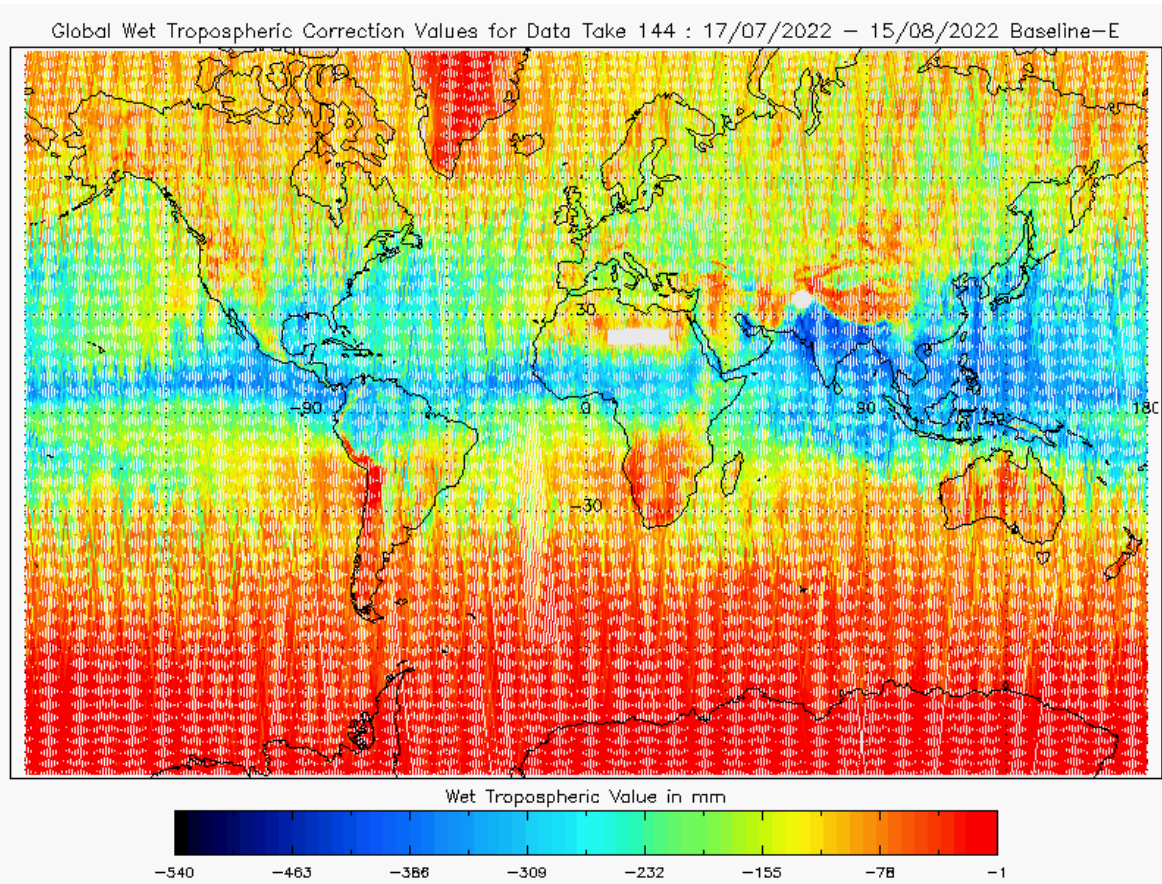 Global Wet Tropospheric Correction Values for Data Take 144 : 17/07/2022 – 15/08/2022 Baseline–E
30
–90 0 90 180
–30
Wet Tropospheric Value in mm
–540 –463 –386 –309 –232 –155 –78 –1